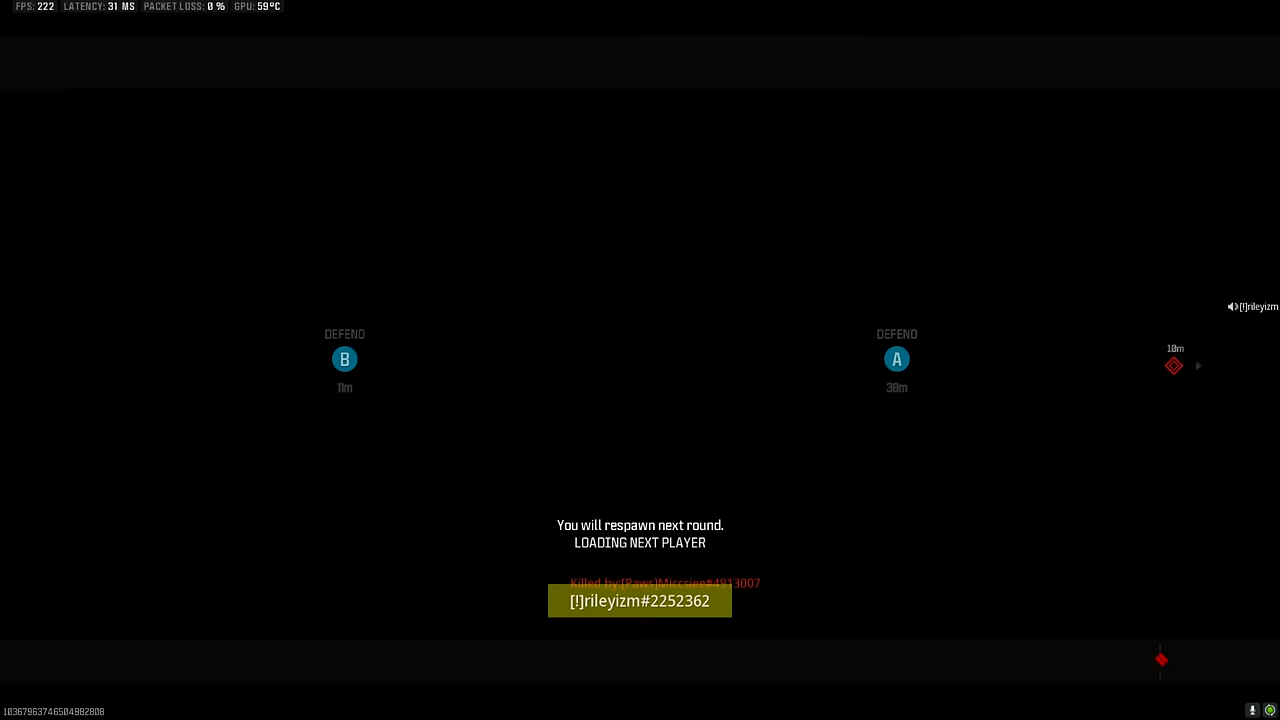 FPS: 222 LATENCY: 31 MS PACKET LOSS: 0 % GPU: 59ºC
[!]rileyizm
DEFEND
B
11m
DEFEND
A
38m
10m
You will respawn next round.
LOADING NEXT PLAYER
Killed by:[Paws]Miccsiee#4913007
[!]rileyizm#2252362
10367963746504982808